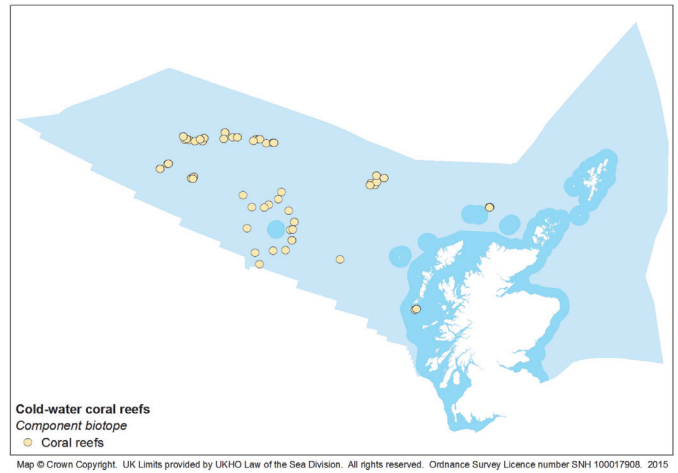 Cold-water coral reefs
Component biotope
Coral reefs
Map © Crown Copyright. UK Limits provided by UKHO Law of the Sea Division. All rights reserved. Ordnance Survey Licence number SNH 100017908. 2015